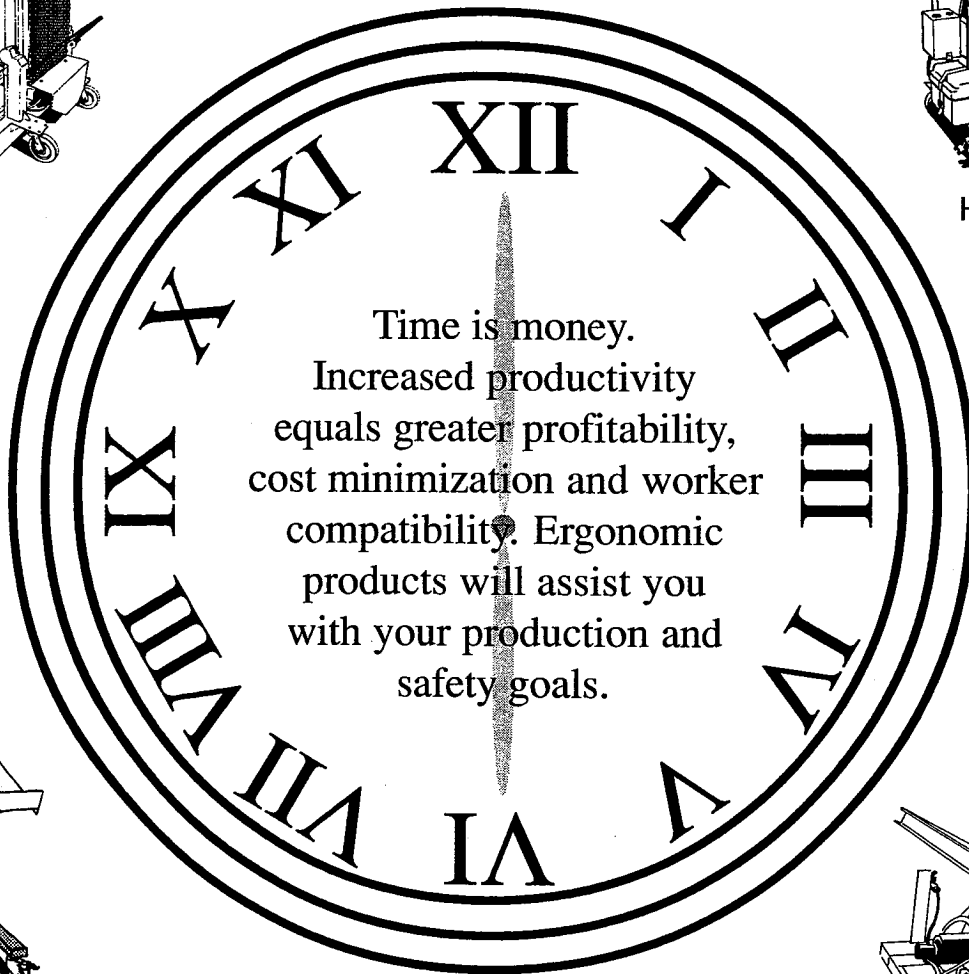 XII
XI
I
H
X
II
Time is money.
Increased productivity
equals greater profitability,
IX
III
cost minimization and worker
compatibility. Ergonomic
products will assist you
with your production and
safety goals.
VIII
IV
VII
V
VI